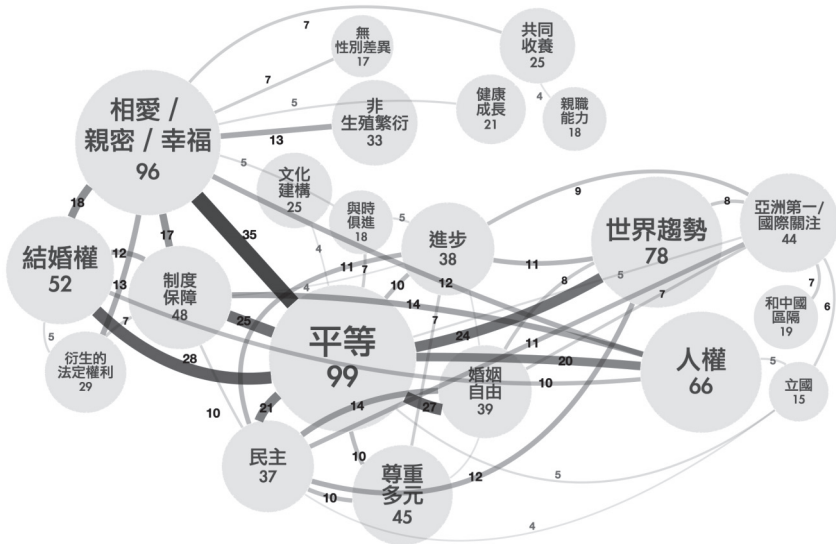 7
無
性別差異
17
共同
收養
25
7
相愛 /
親密 / 幸福
96
5
健康
成長
21
4
親職
能力
18
13
非
生殖繁衍
33
5
文化
建構
25
18
17
35
與時
俱進
18
5
9
8
世界趨勢
78
亞洲第一/
國際關注
44
結婚權
52
12
制度
保障
48
4
進步
38
11
11
7
12
8
5
13
4
10
14
7
7
和中國
區隔
19
6
5
7
25
7
平等
99
24
11
衍生的
法定權利
29
28
20
人權
66
5
立國
15
10
婚姻
自由
39
10
21
14
27
民主
37
10
尊重
多元
45
12
5
10
4